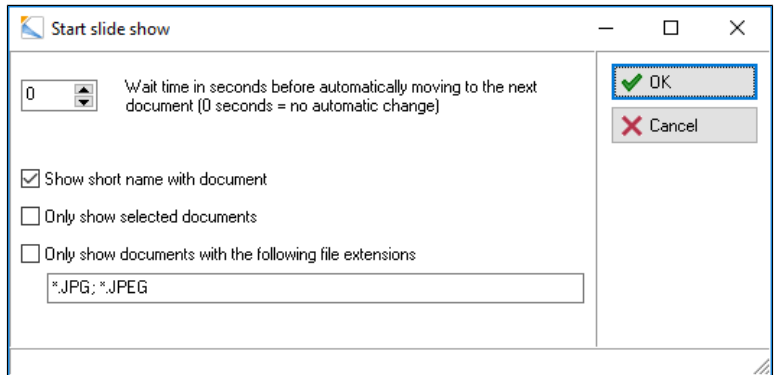 Start slide show
0
Wait time in seconds before automatically moving to the next
document (0 seconds = no automatic change)
OK
Cancel
Show short name with document
Only show selected documents
Only show documents with the following file extensions
*.JPG; *.JPEG